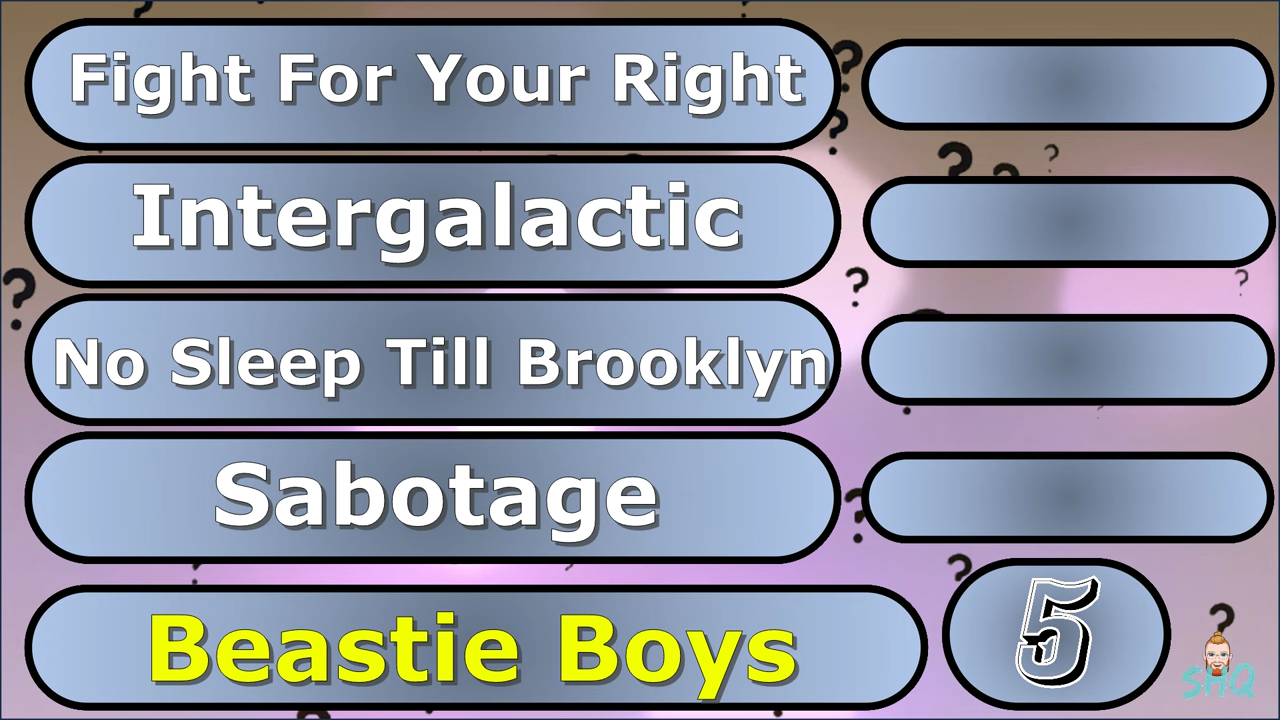 Fight For Your Right
Intergalactic
No Sleep Till Brooklyn
Sabotage
Beastie Boys
5
SHQ